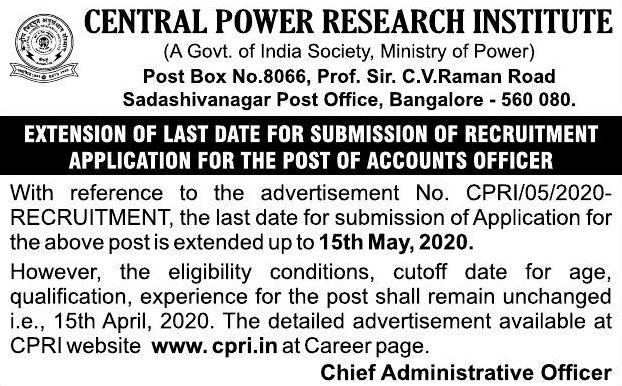 CENTRAL POWER RESEARCH INSTITUTE
(A Govt. of India Society, Ministry of Power)
Post Box No.8066, Prof. Sir. C.V.Raman Road
Sadashivanagar Post Office, Bangalore - 560 080.
EXTENSION OF LAST DATE FOR SUBMISSION OF RECRUITMENT
APPLICATION FOR THE POST OF ACCOUNTS OFFICER
With reference to the advertisement No. CPRI/05/2020-
RECRUITMENT, the last date for submission of Application for
the above post is extended up to 15th May, 2020.
However, the eligibility conditions, cutoff date for age,
qualification, experience for the post shall remain unchanged
i.e., 15th April, 2020. The detailed advertisement available at
CPRI website www. cpri.in at Career page.
Chief Administrative Officer